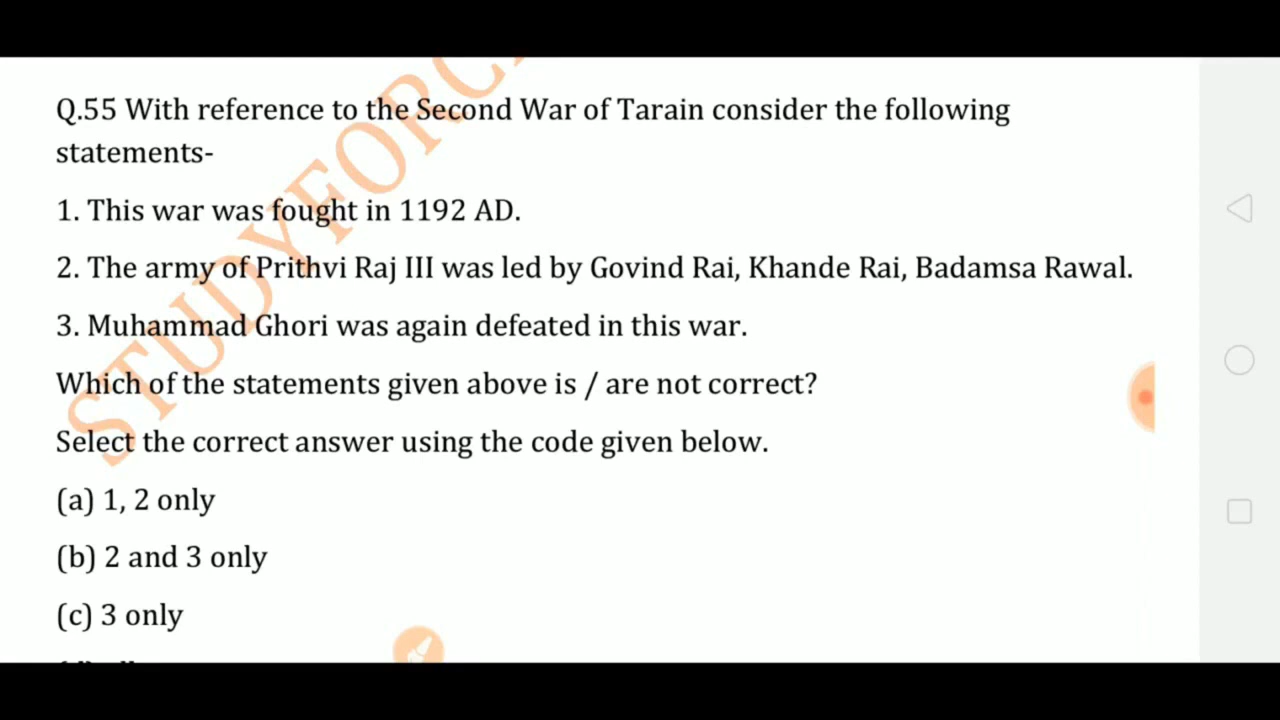 Q.55 With reference to the Second War of Tarain consider the following
statements-
1. This war was fought in 1192 AD.
2. The army of Prithvi Raj III was led by Govind Rai, Khande Rai, Badamsa Rawal.
3. Muhammad Ghori was again defeated in this war.
Which of the statements given above is / are not correct?
Select the correct answer using the code given below.
(a) 1, 2 only
(b) 2 and 3 only
(c) 3 only